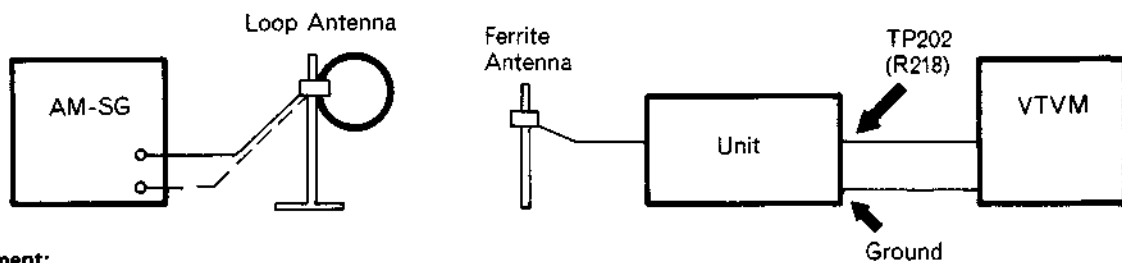 Loop Antenna
AM-SG
Ferrite
Antenna
Unit
TP202
(R218)
VTVM
Ground